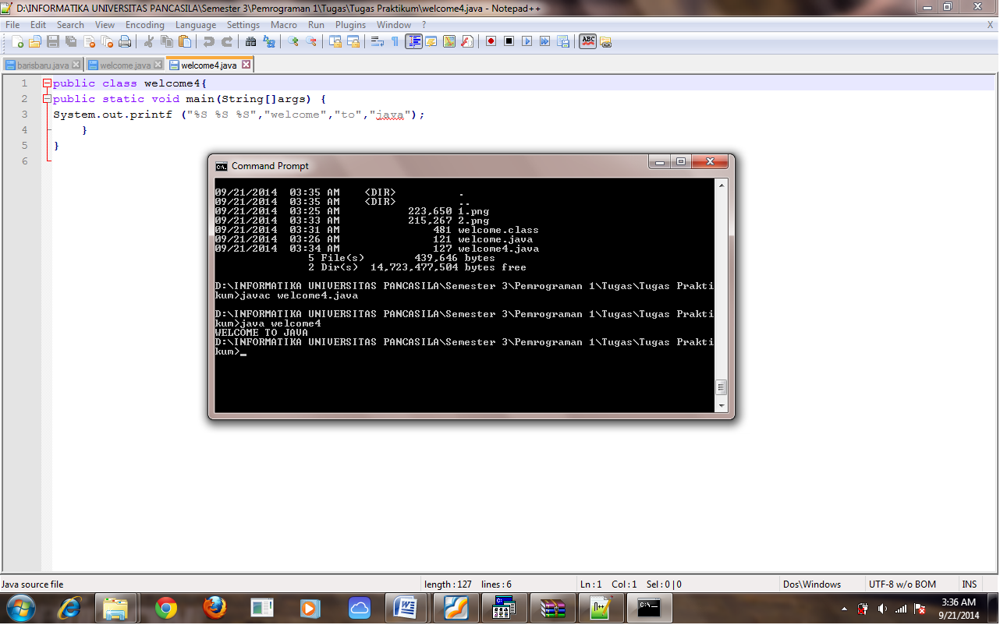 D:\INFORMATIKA UNIVERSITAS PANCASILA\Semester 3\Pemrograman 1\Tugas\Tugas Praktikum\welcome4.java - Notepad++
File Edit Search View Encoding Language Settings Macro Run Plugins Window ? X
barisbaru.java welcome.java welcome4.java
1 public class welcome4{
2 public static void main(String[]args) {
3 System.out.printf ("%S %S %S","welcome","to","java");
4 }
5 }
6
Command Prompt
09/21/2014 03:35 AM <DIR> .
09/21/2014 03:35 AM <DIR> ..
09/21/2014 03:25 AM 223,650 1.png
09/21/2014 03:33 AM 215,267 2.png
09/21/2014 03:31 AM 481 welcome.class
09/21/2014 03:26 AM 121 welcome.java
09/21/2014 03:34 AM 127 welcome4.java
5 File(s) 439,646 bytes
2 Dir(s) 14,723,477,504 bytes free
D:\INFORMATIKA UNIVERSITAS PANCASILA\Semester 3\Pemrograman 1\Tugas\Tugas Prakti
kum>javac welcome4.java
D:\INFORMATIKA UNIVERSITAS PANCASILA\Semester 3\Pemrograman 1\Tugas\Tugas Prakti
kum>java welcome4
WELCOME TO JAVA
D:\INFORMATIKA UNIVERSITAS PANCASILA\Semester 3\Pemrograman 1\Tugas\Tugas Prakti
kum>_
Java source file length : 127 lines : 6 Ln : 1 Col : 1 Sel : 0 | 0 Dos\Windows UTF-8 w/o BOM INS
3:36 AM
9/21/2014